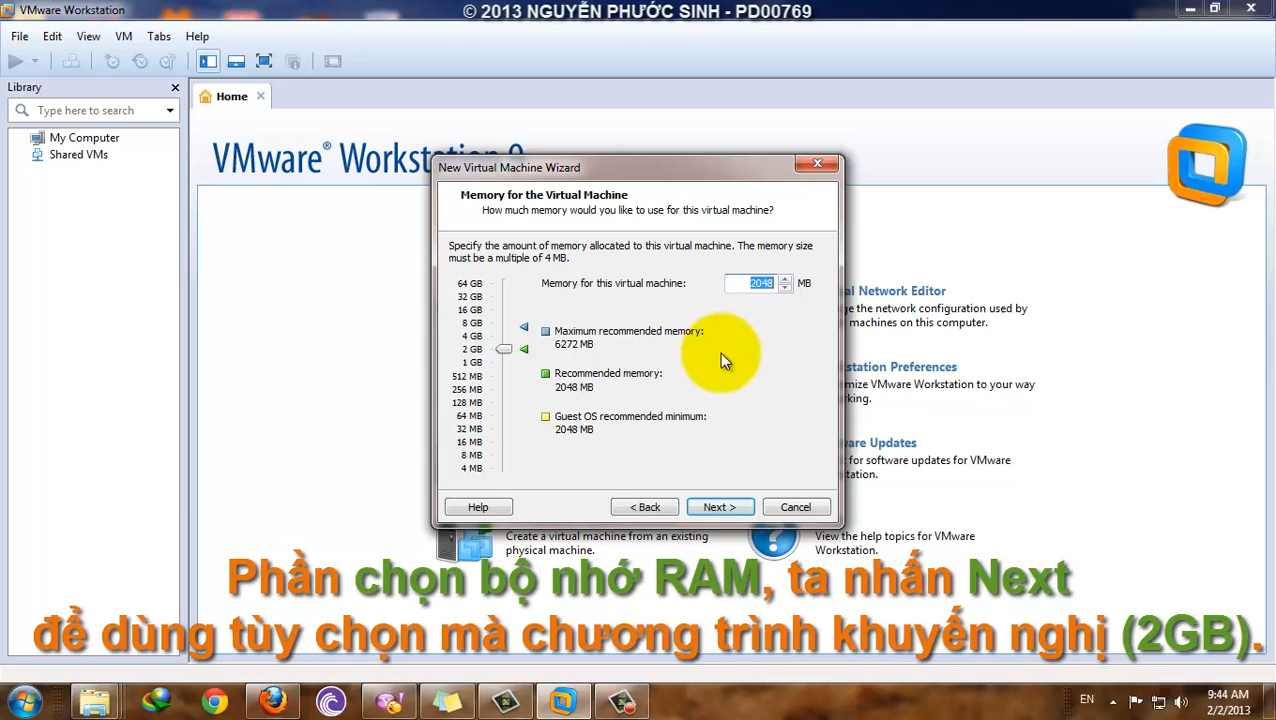 VMware Workstation
© 2013 NGUYỄN PHƯỚC SINH - PD00769
File Edit View VM Tabs Help
Library
Home
Type here to search
My Computer
Shared VMs
VMware® Workstation 9
New Virtual Machine Wizard
Memory for the Virtual Machine
How much memory would you like to use for this virtual machine?
Specify the amount of memory allocated to this virtual machine. The memory size
must be a multiple of 4 MB.
Memory for this virtual machine: 2048 MB
64 GB
32 GB
16 GB
8 GB
4 GB
2 GB
1 GB
512 MB
256 MB
128 MB
64 MB
32 MB
16 MB
8 MB
4 MB
Maximum recommended memory:
6272 MB
Recommended memory:
2048 MB
Guest OS recommended minimum:
2048 MB
Help
< Back
Next >
Cancel
al Network Editor
ge the network configuration used by
machines on this computer.
station Preferences
mize VMware Workstation to your way
rking.
ware Updates
for software updates for VMware
station.
Create a virtual machine from an existing
physical machine.
View the help topics for VMware
Workstation.
Phần chọn bộ nhớ RAM, ta nhấn Next
để dùng tùy chọn mà chương trình khuyến nghị (2GB).
EN
9:44 AM
2/2/2013